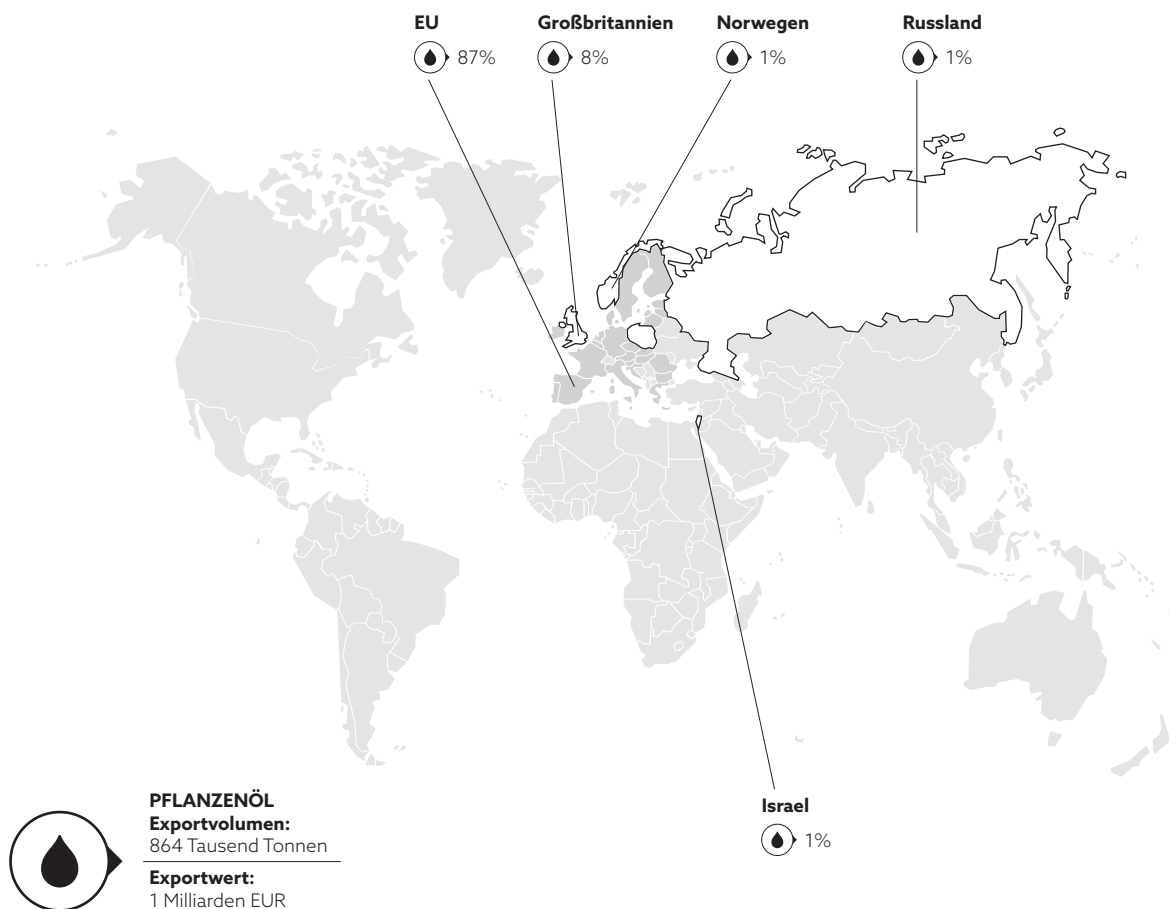 EU
87%
Großbritannien
8%
Norwegen
1%
Russland
1%
Israel
1%
PFLANZENÖL
Exportvolumen:
864 Tausend Tonnen
Exportwert:
1 Milliarden EUR